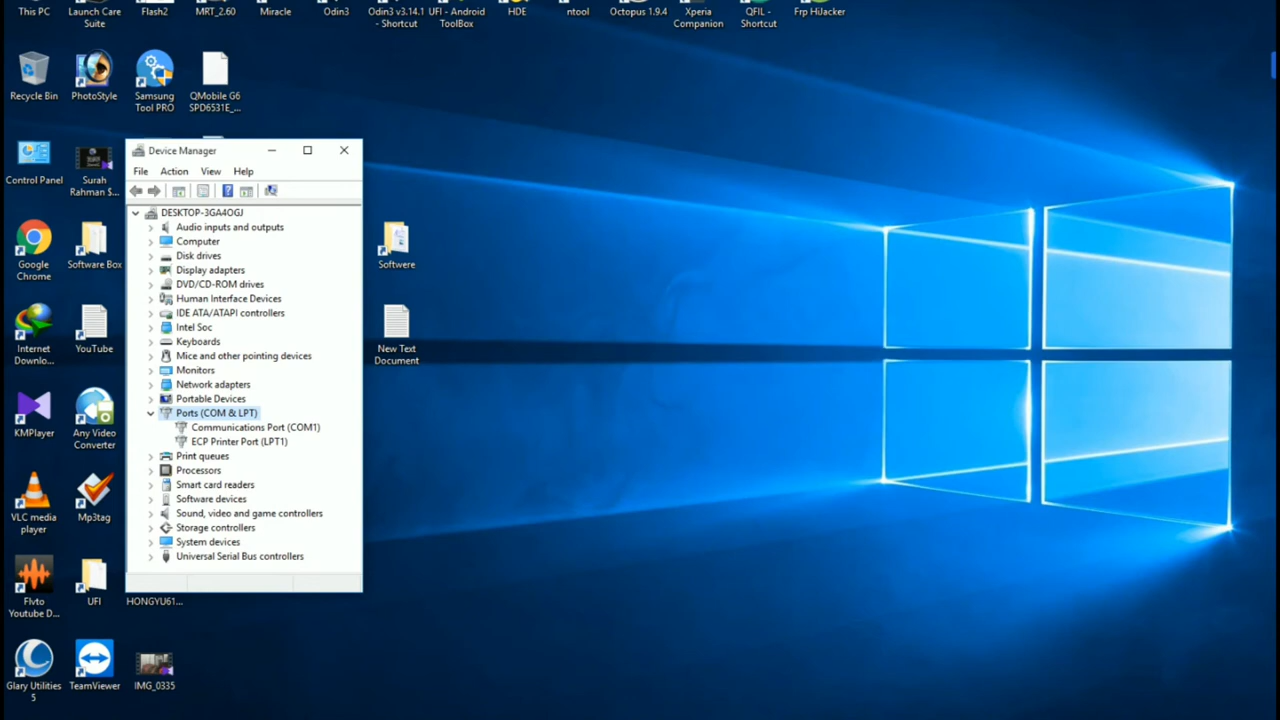 This PC
Launch Care
Suite
Flash2
MRT_2.60
Miracle
Odin3
Odin3 v3.14.1
- Shortcut
UFI - Android
ToolBox
HDE
ntool
Octopus 1.9.4
Xperia
Companion
QFIL -
Shortcut
Frp HiJacker
Recycle Bin
PhotoStyle
Samsung
Tool PRO
QMobile G6
SPD6531E_...
Control Panel
Surah
Rahman $...
Google
Chrome
Software Box
Internet
Downlo...
YouTube
KMPlayer
Any Video
Converter
VLC media
player
Mp3tag
Flvto
Youtube D...
UFI
HONGYU61...
Glary Utilities
5
TeamViewer
IMG_0335
Device Manager
File Action View Help
DESKTOP-3GA4OGJ
Audio inputs and outputs
Computer
Disk drives
Display adapters
DVD/CD-ROM drives
Human Interface Devices
IDE ATA/ATAPI controllers
Intel Soc
Keyboards
Mice and other pointing devices
Monitors
Network adapters
Portable Devices
Ports (COM & LPT)
Communications Port (COM1)
ECP Printer Port (LPT1)
Print queues
Processors
Smart card readers
Software devices
Sound, video and game controllers
Storage controllers
System devices
Universal Serial Bus controllers
Softwere
New Text
Document